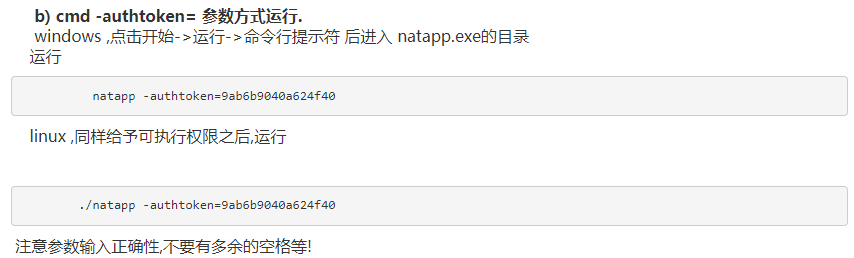 b) cmd -authtoken= 参数方式运行.
windows ,点击开始->运行->命令行提示符 后进入 natapp.exe的目录
运行
natapp -authtoken=9ab6b9040a624f40
linux ,同样给予可执行权限之后,运行
./natapp -authtoken=9ab6b9040a624f40
注意参数输入正确性,不要有多余的空格等!